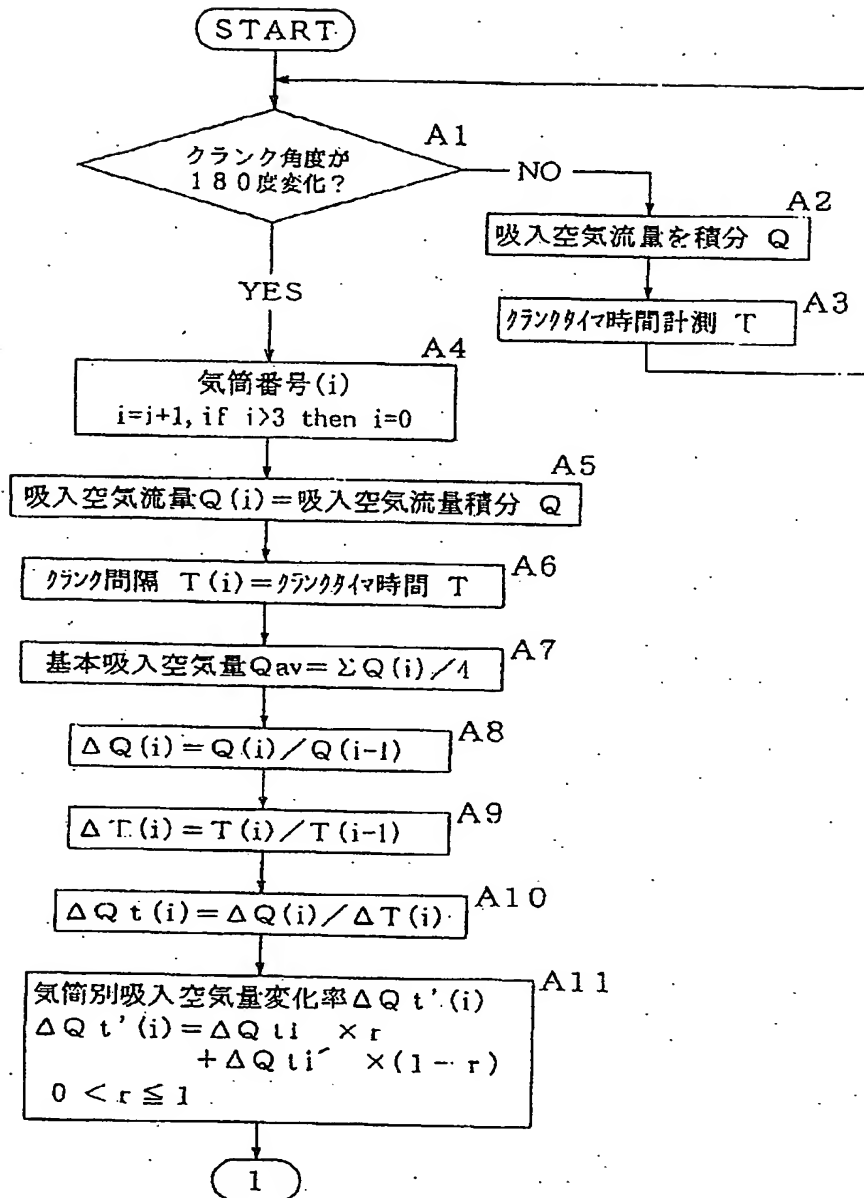 START
A1
クランク角度が
180度変化?
NO
A2
吸入空気流量を積分 Q
A3
クランクタイマ時間計測 T
YES
A4
気筒番号(i)
i=j+1, if i>3 then i=0
A5
吸入空気流量Q(i)=吸入空気流量積分 Q
A6
クランク間隔 T(i)=クランクタイマ時間 T
A7
基本吸入空気量Qav=ΣQ(i)/4
A8
ΔQ(i)=Q(i)/Q(i-1)
A9
ΔT(i)=T(i)/T(i-1)
A10
ΔQt(i)=ΔQ(i)/ΔT(i)
A11
気筒別吸入空気量変化率ΔQt'(i)
ΔQt'(i)=ΔQti ×r
+ΔQti' ×(1-r)
0<r≦1
1